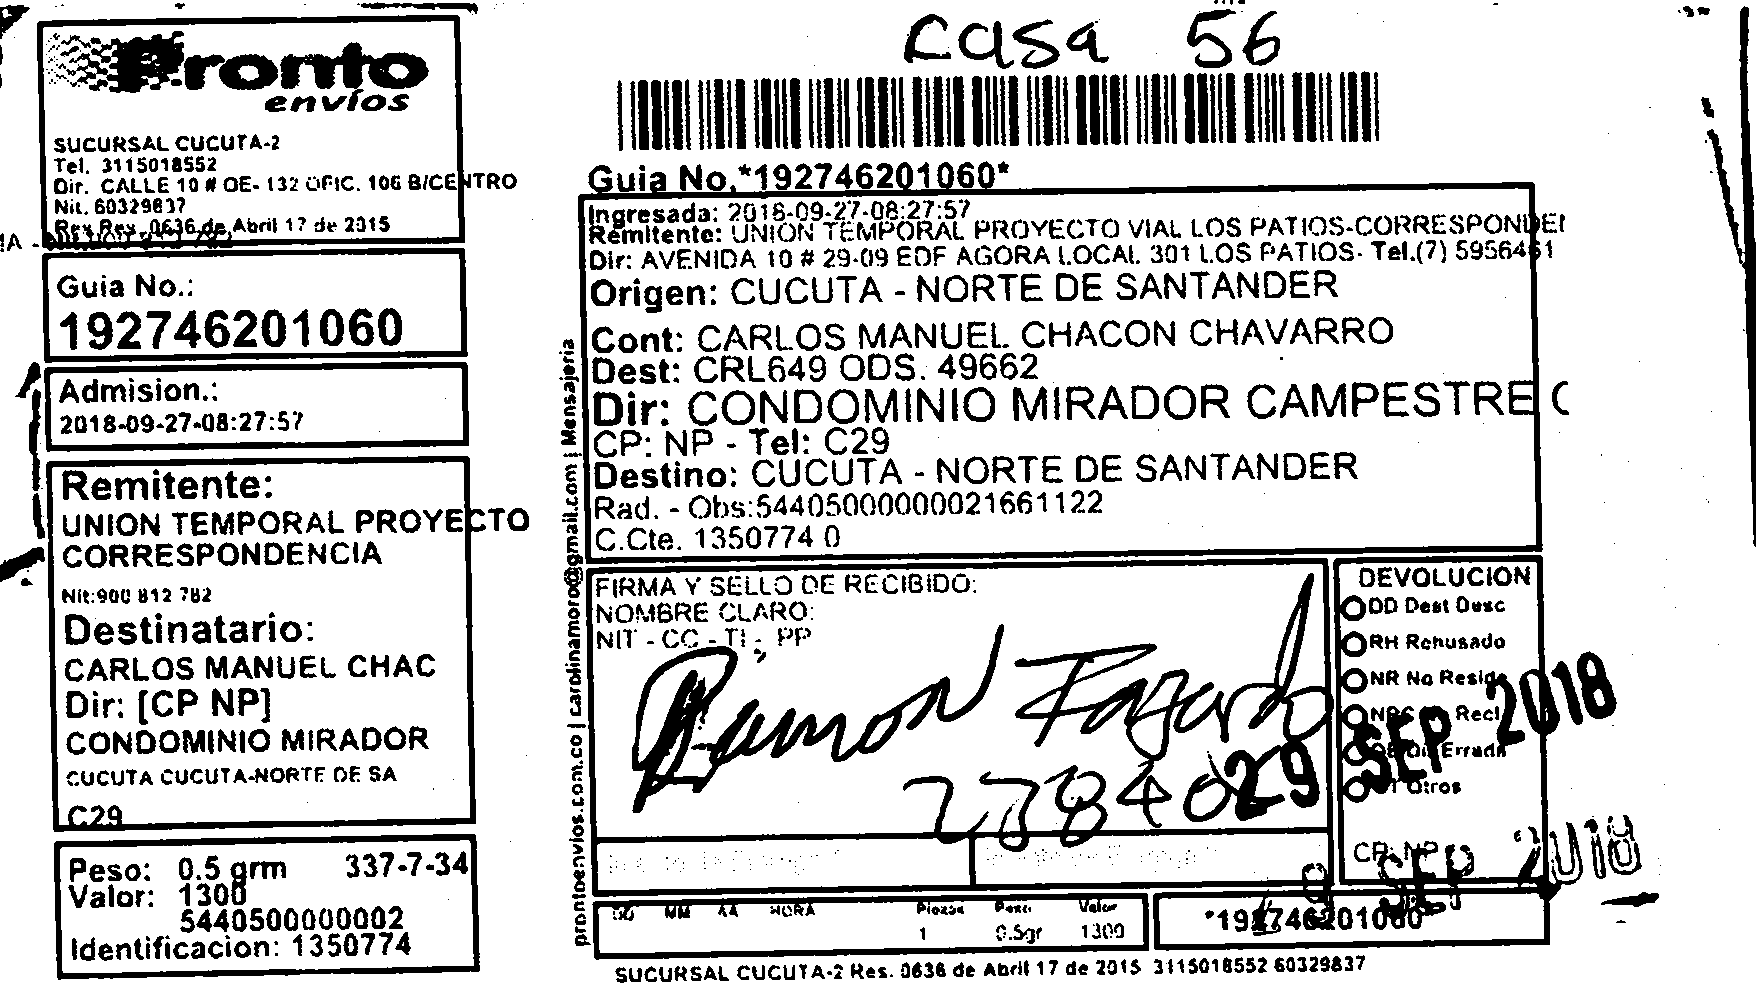 Pronto
envíos
SUCURSAL CUCUTA-2
Tel. 3115018552
Dir. CALLE 10 # OE- 132 OFIC. 106 B/CENTRO
Nit. 60329837
Res Res. 0636 de Abril 17 de 2015
Guia No.:
192746201060
Admision.:
2018-09-27-08:27:57
Remitente:
UNION TEMPORAL PROYECTO
CORRESPONDENCIA
Nit:900 812 782
Destinatario:
CARLOS MANUEL CHAC
Dir: [CP NP]
CONDOMINIO MIRADOR
CUCUTA CUCUTA-NORTE DE SA
C29
Peso: 0.5 grm 337-7-34
Valor: 1300
5440500000002
Identificacion: 1350774
casa 56
Guia No.*192746201060*
Ingresada: 2018-09-27-08:27:57
Remitente: UNION TEMPORAL PROYECTO VIAL LOS PATIOS-CORRESPONDEN
Dir: AVENIDA 10 # 29-09 EDF AGORA LOCAL 301 LOS PATIOS- Tel.(7) 5956461
Origen: CUCUTA - NORTE DE SANTANDER
Cont: CARLOS MANUEL CHACON CHAVARRO
Dest: CRL649 ODS. 49662
Dir: CONDOMINIO MIRADOR CAMPESTRE C
CP: NP - Tel: C29
Destino: CUCUTA - NORTE DE SANTANDER
Rad. - Obs:54405000000021661122
C.Cte. 1350774 0
prontoenvios.com.co | carolinamoro@gmail.com | Mensajeria
FIRMA Y SELLO DE RECIBIDO:
NOMBRE CLARO:
NIT - CC - TI - PP
Ramon Fajardo
DEVOLUCION
DD Dest Desc
RH Rehusado
NR No Reside
Recl
Errada
Otros
29 SEP 2018
CP: NP
SEP 2018
DD MM AA HORA
Piezas Peso Valor
1 0.5gr 1300
*192746201060*
SUCURSAL CUCUTA-2 Res. 0636 de Abril 17 de 2015 3115018552 60329837